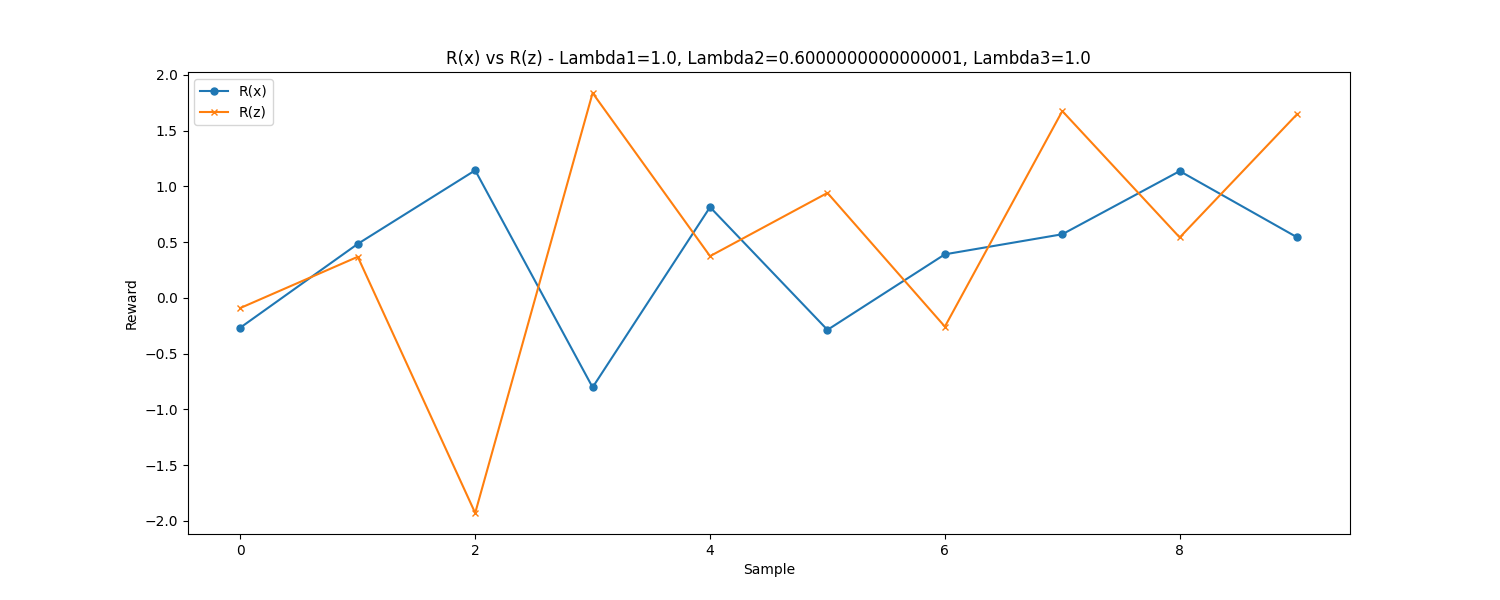 R(x) vs R(z) - Lambda1=1.0, Lambda2=0.6000000000000001, Lambda3=1.0
R(x)
R(z)
2.0
1.5
1.0
0.5
0.0
−0.5
−1.0
−1.5
−2.0
Reward
0 2 4 6 8
Sample